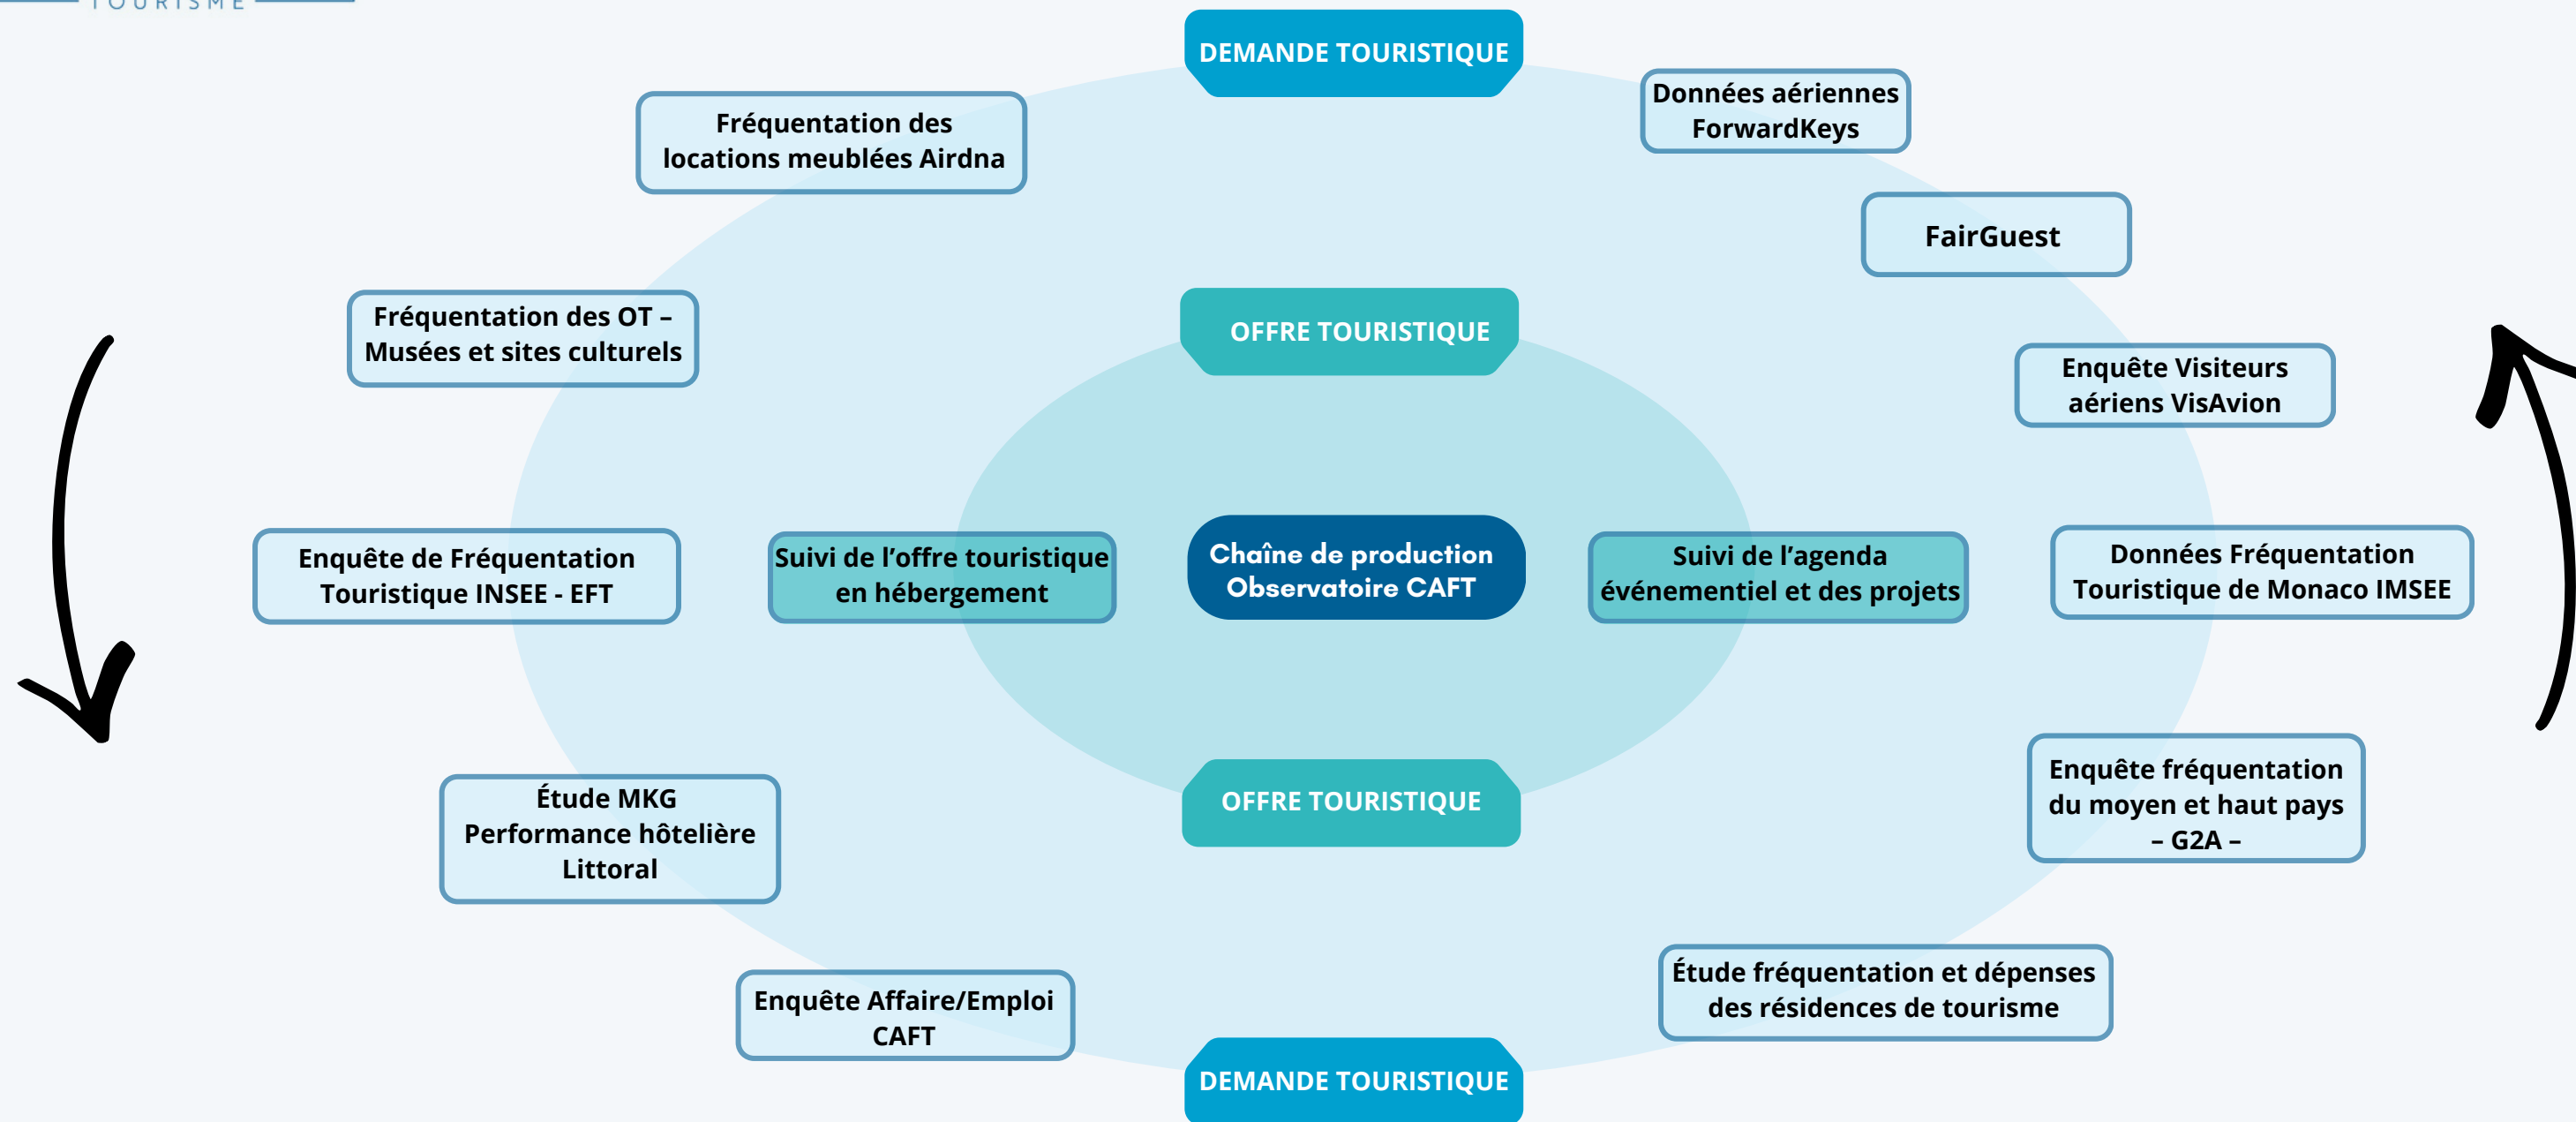 TOURISME
DEMANDE TOURISTIQUE
Données aériennes
ForwardKeys
Fréquentation des
locations meublées Airdna
FairGuest
Fréquentation des OT –
Musées et sites culturels
OFFRE TOURISTIQUE
Enquête Visiteurs
aériens VisAvion
Enquête de Fréquentation
Touristique INSEE - EFT
Suivi de l’offre touristique
en hébergement
Chaîne de production
Observatoire CAFT
Suivi de l’agenda
événementiel et des projets
Données Fréquentation
Touristique de Monaco IMSEE
Étude MKG
Performance hôtelière
Littoral
OFFRE TOURISTIQUE
Enquête fréquentation
du moyen et haut pays
– G2A –
Enquête Affaire/Emploi
CAFT
Étude fréquentation et dépenses
des résidences de tourisme
DEMANDE TOURISTIQUE